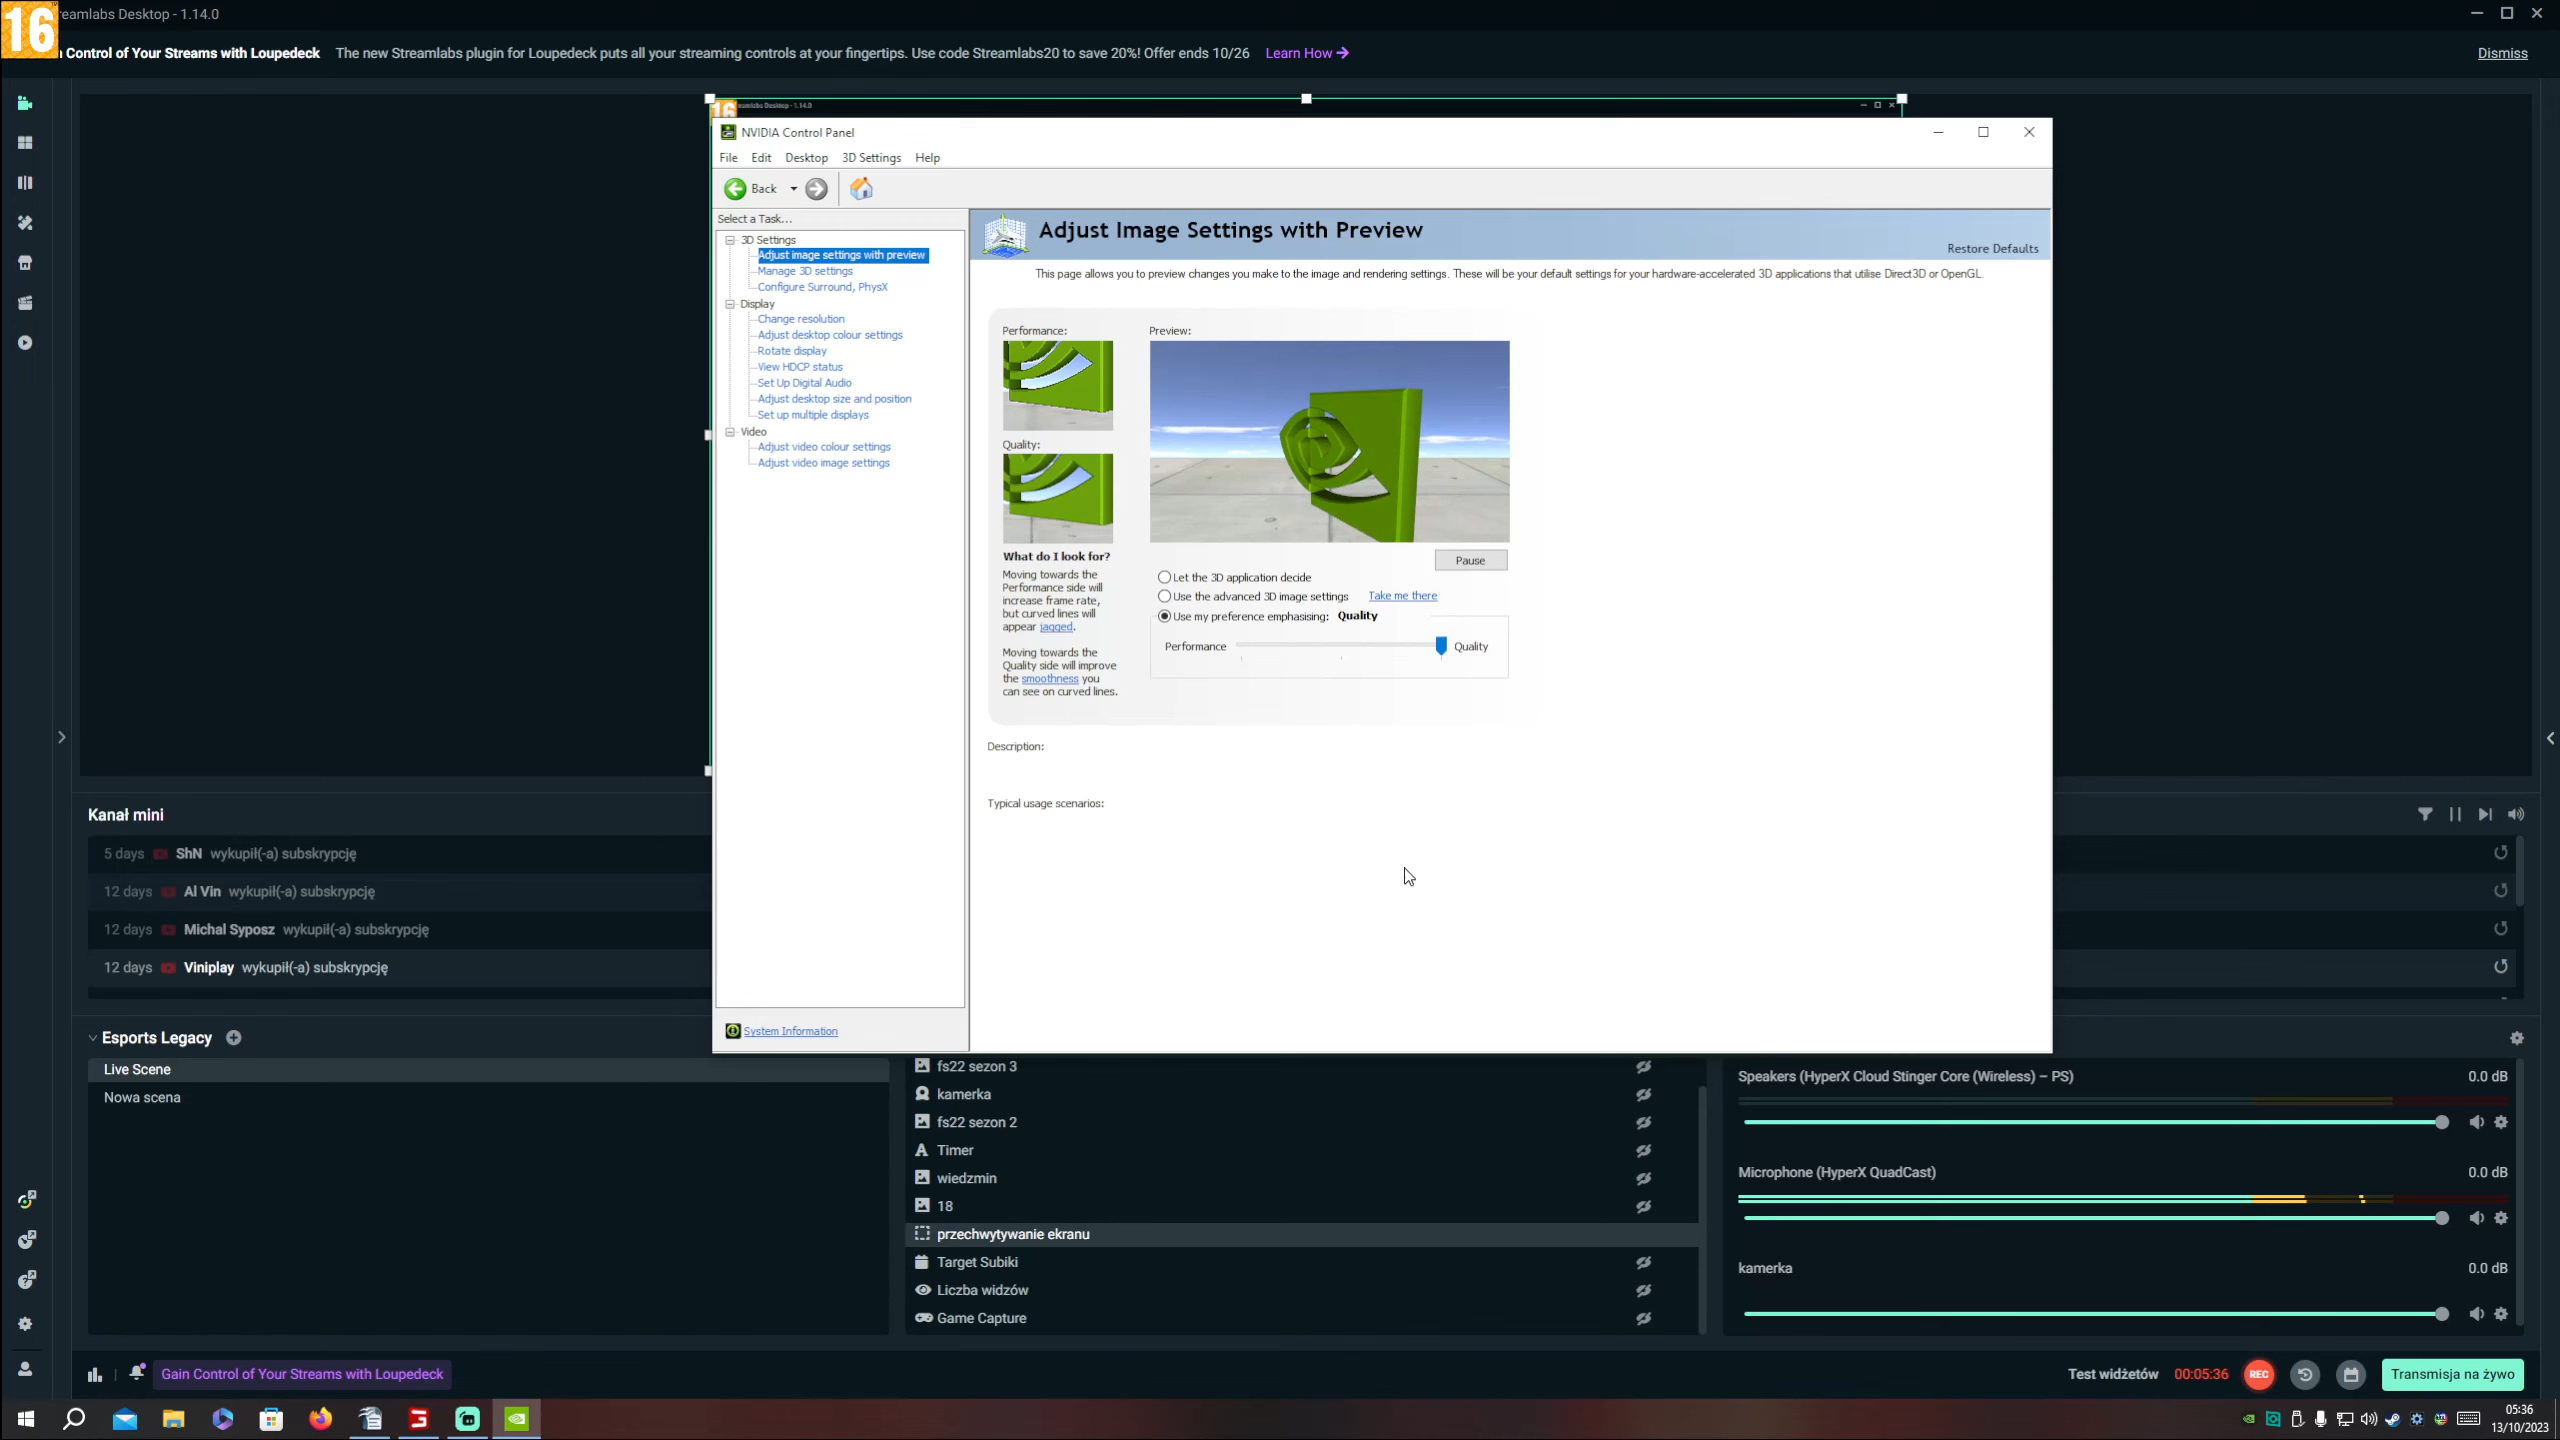 16
eamlabs Desktop - 1.14.0
Control of Your Streams with Loupedeck The new Streamlabs plugin for Loupedeck puts all your streaming controls at your fingertips. Use code Streamlabs20 to save 20%! Offer ends 10/26 Learn How
Dismiss
16
eamlabs Desktop - 1.14.0
NVIDIA Control Panel
File Edit Desktop 3D Settings Help
Back
Select a Task...
3D Settings
Adjust image settings with preview
Manage 3D settings
Configure Surround, PhysX
Display
Change resolution
Adjust desktop colour settings
Rotate display
View HDCP status
Set Up Digital Audio
Adjust desktop size and position
Set up multiple displays
Video
Adjust video colour settings
Adjust video image settings
System Information
Adjust Image Settings with Preview
Restore Defaults
This page allows you to preview changes you make to the image and rendering settings. These will be your default settings for your hardware-accelerated 3D applications that utilise Direct3D or OpenGL.
Performance:
Quality:
What do I look for?
Moving towards the
Performance side will
increase frame rate,
but curved lines will
appear jagged.
Moving towards the
Quality side will improve
the smoothness you
can see on curved lines.
Preview:
Pause
Let the 3D application decide
Use the advanced 3D image settings Take me there
Use my preference emphasising: Quality
Performance Quality
Description:
Typical usage scenarios:
Kanał mini
5 days ShN wykupił(-a) subskrypcję
12 days Al Vin wykupił(-a) subskrypcję
12 days Michal Syposz wykupił(-a) subskrypcję
12 days Viniplay wykupił(-a) subskrypcję
Esports Legacy
Live Scene
Nowa scena
fs22 sezon 3
kamerka
fs22 sezon 2
Timer
wiedzmin
18
przechwytywanie ekranu
Target Subiki
Liczba widzów
Game Capture
Speakers (HyperX Cloud Stinger Core (Wireless) – PS) 0.0 dB
Microphone (HyperX QuadCast) 0.0 dB
kamerka 0.0 dB
Gain Control of Your Streams with Loupedeck
Test widżetów 00:05:36 REC Transmisja na żywo
05:36
13/10/2023